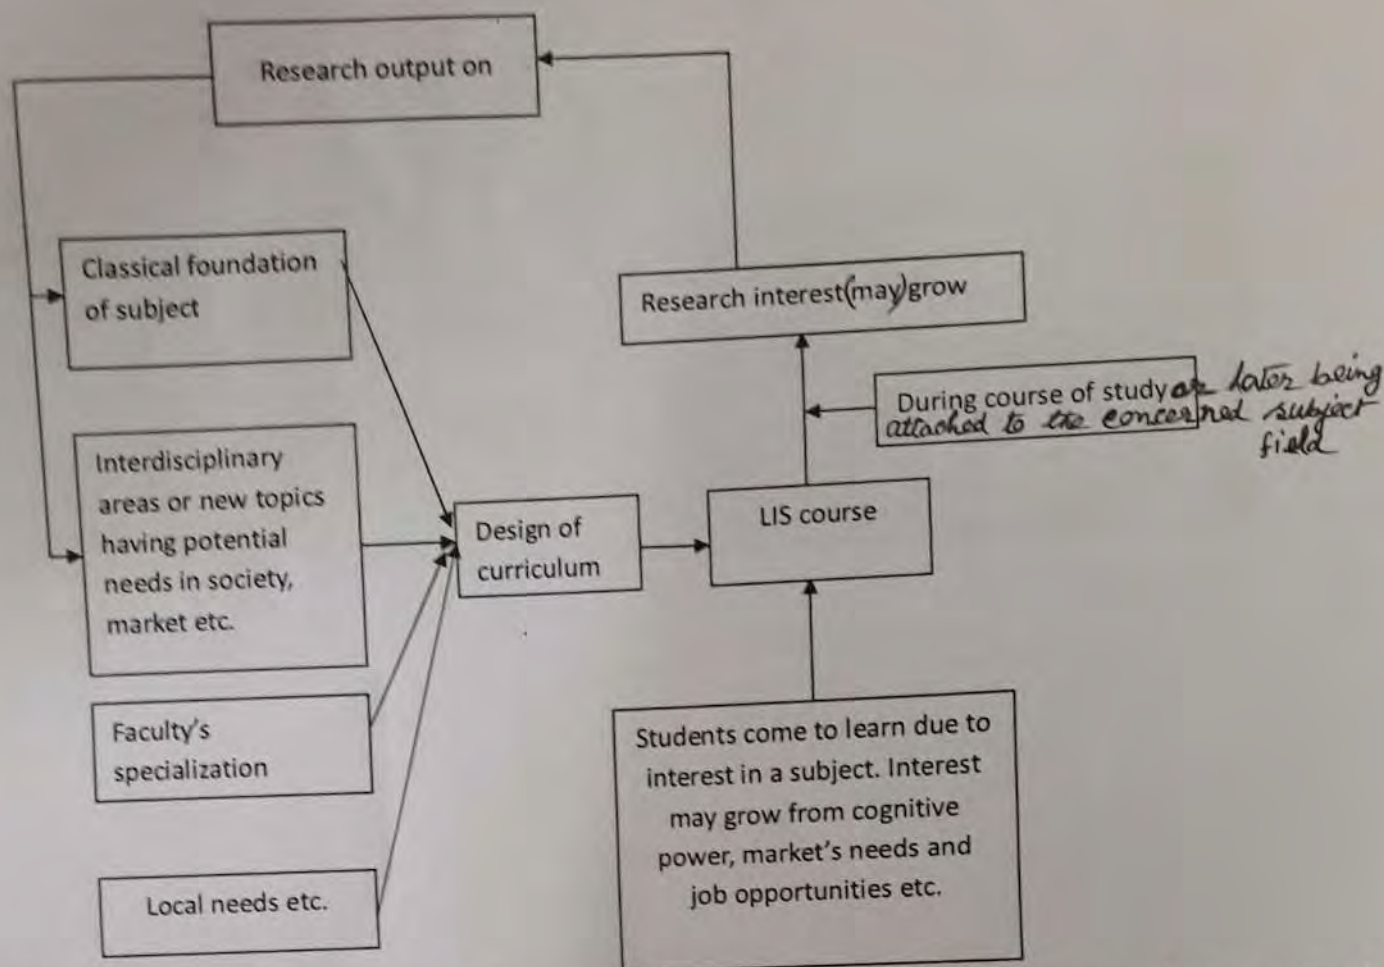 Research output on
Classical foundation
of subject
Research interest(may)grow
During course of study or later being
attached to the concerned subject
field
Interdisciplinary
areas or new topics
having potential
needs in society,
market etc.
Design of
curriculum
LIS course
Faculty's
specialization
Students come to learn due to
interest in a subject. Interest
may grow from cognitive
power, market's needs and
job opportunities etc.
Local needs etc.